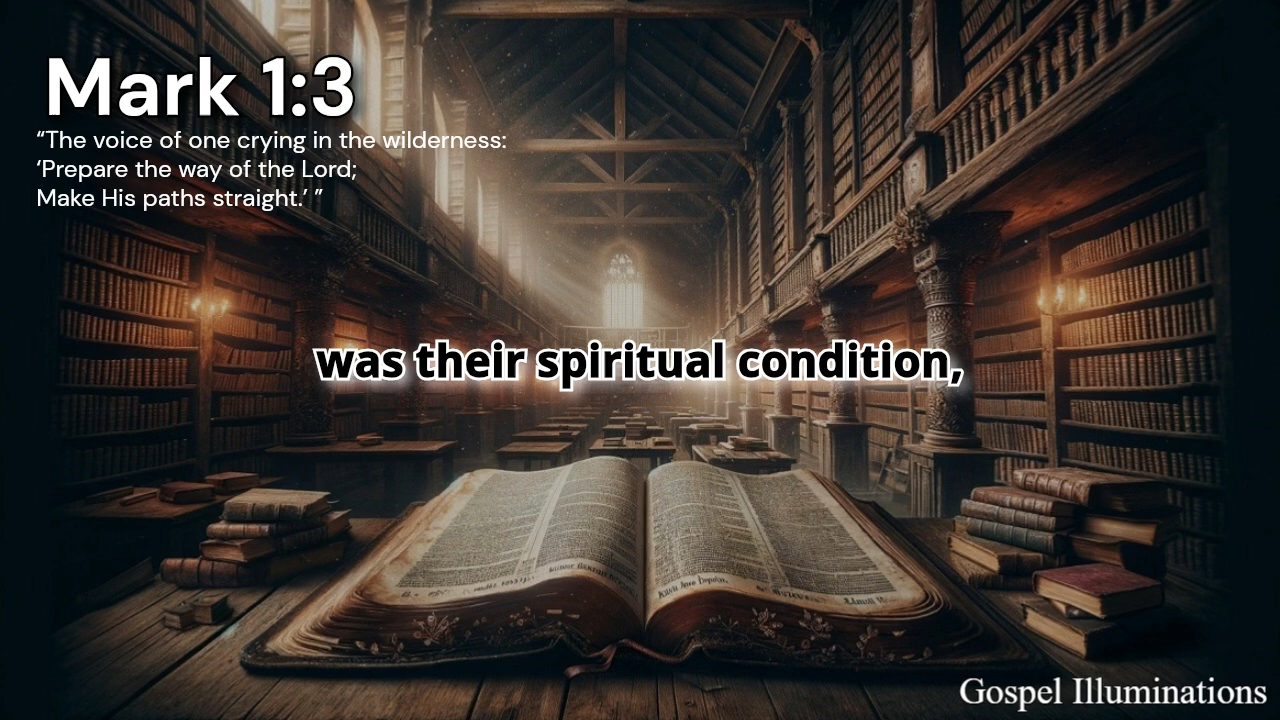 Mark 1:3
“The voice of one crying in the wilderness:
‘Prepare the way of the Lord;
Make His paths straight.’ ”
was their spiritual condition,
Gospel Illuminations